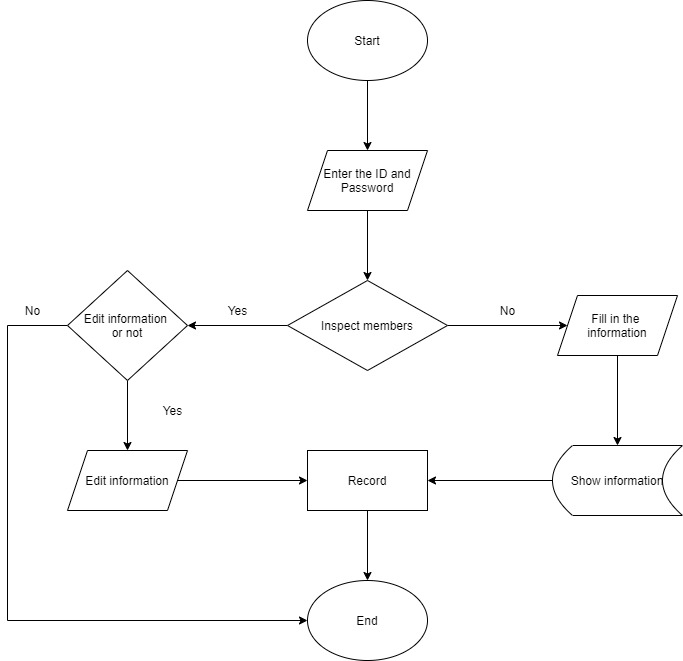 Start
Enter the ID and
Password
No
Edit information
or not
Yes
Inspect members
No
Fill in the
information
Yes
Edit information
Record
Show information
End